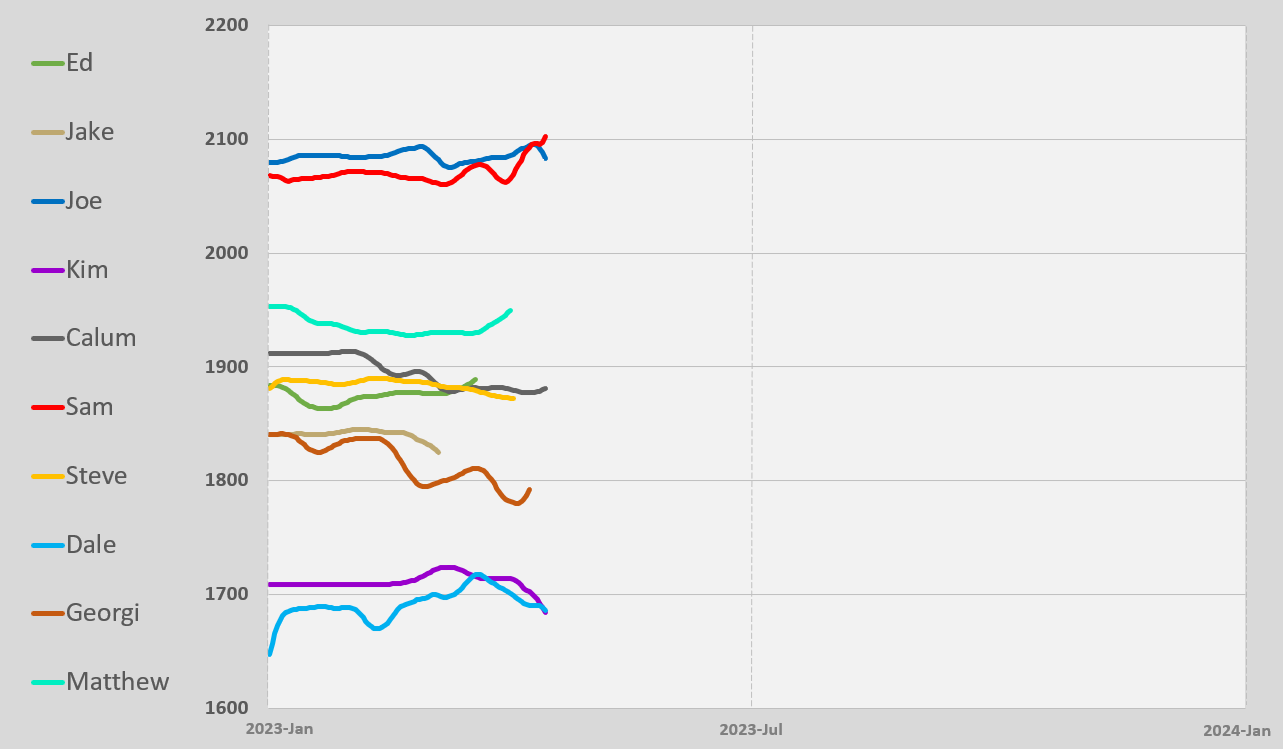 Ed
Jake
Joe
Kim
Calum
Sam
Steve
Dale
Georgi
Matthew
2200
2100
2000
1900
1800
1700
1600
2023-Jan
2023-Jul
2024-Jan